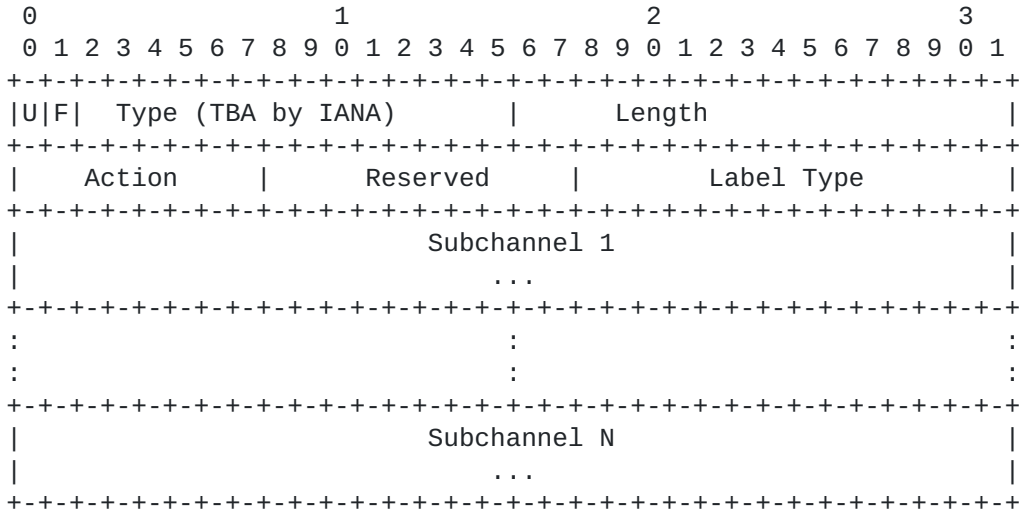 0                   1                   2                   3
 0 1 2 3 4 5 6 7 8 9 0 1 2 3 4 5 6 7 8 9 0 1 2 3 4 5 6 7 8 9 0 1
+-+-+-+-+-+-+-+-+-+-+-+-+-+-+-+-+-+-+-+-+-+-+-+-+-+-+-+-+-+-+-+-+
|U|F|  Type (TBA by IANA)       |      Length                   |
+-+-+-+-+-+-+-+-+-+-+-+-+-+-+-+-+-+-+-+-+-+-+-+-+-+-+-+-+-+-+-+-+
|    Action     |      Reserved     |        Label Type         |
+-+-+-+-+-+-+-+-+-+-+-+-+-+-+-+-+-+-+-+-+-+-+-+-+-+-+-+-+-+-+-+-+
|                          Subchannel 1                         |
|                              ...                              |
+-+-+-+-+-+-+-+-+-+-+-+-+-+-+-+-+-+-+-+-+-+-+-+-+-+-+-+-+-+-+-+-+
:                               :                               :
:                               :                               :
+-+-+-+-+-+-+-+-+-+-+-+-+-+-+-+-+-+-+-+-+-+-+-+-+-+-+-+-+-+-+-+-+
|                          Subchannel N                         |
|                              ...                              |
+-+-+-+-+-+-+-+-+-+-+-+-+-+-+-+-+-+-+-+-+-+-+-+-+-+-+-+-+-+-+-+-+